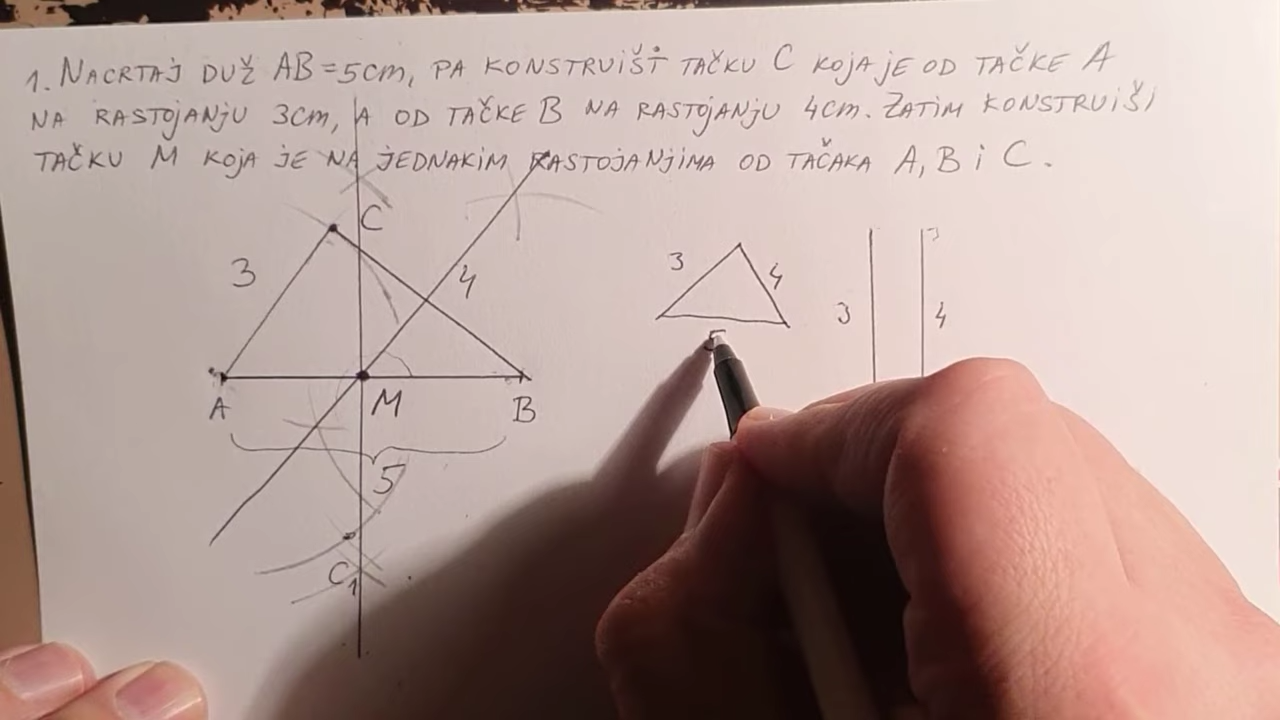 1. NACRTAJ DUŽ AB=5cm, PA KONSTRUIŠI TAČKU C KOJA JE OD TAČKE A
NA RASTOJANJU 3cm, A OD TAČKE B NA RASTOJANJU 4cm. ZATIM KONSTRUIŠI
TAČKU M KOJA JE NA JEDNAKIM RASTOJANJIMA OD TAČAKA A, B i C.
C
3
4
A
M
B
5
C1
3
4
5
3
4